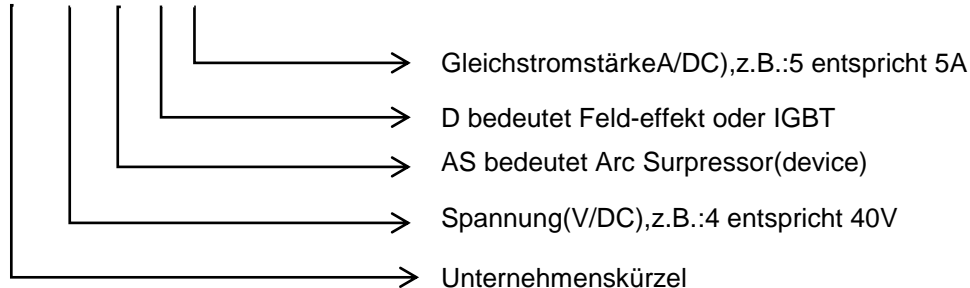 GleichstromstärkeA/DC),z.B.:5 entspricht 5A
D bedeutet Feld-effekt oder IGBT
AS bedeutet Arc Surpressor(device)
Spannung(V/DC),z.B.:4 entspricht 40V
Unternehmenskürzel